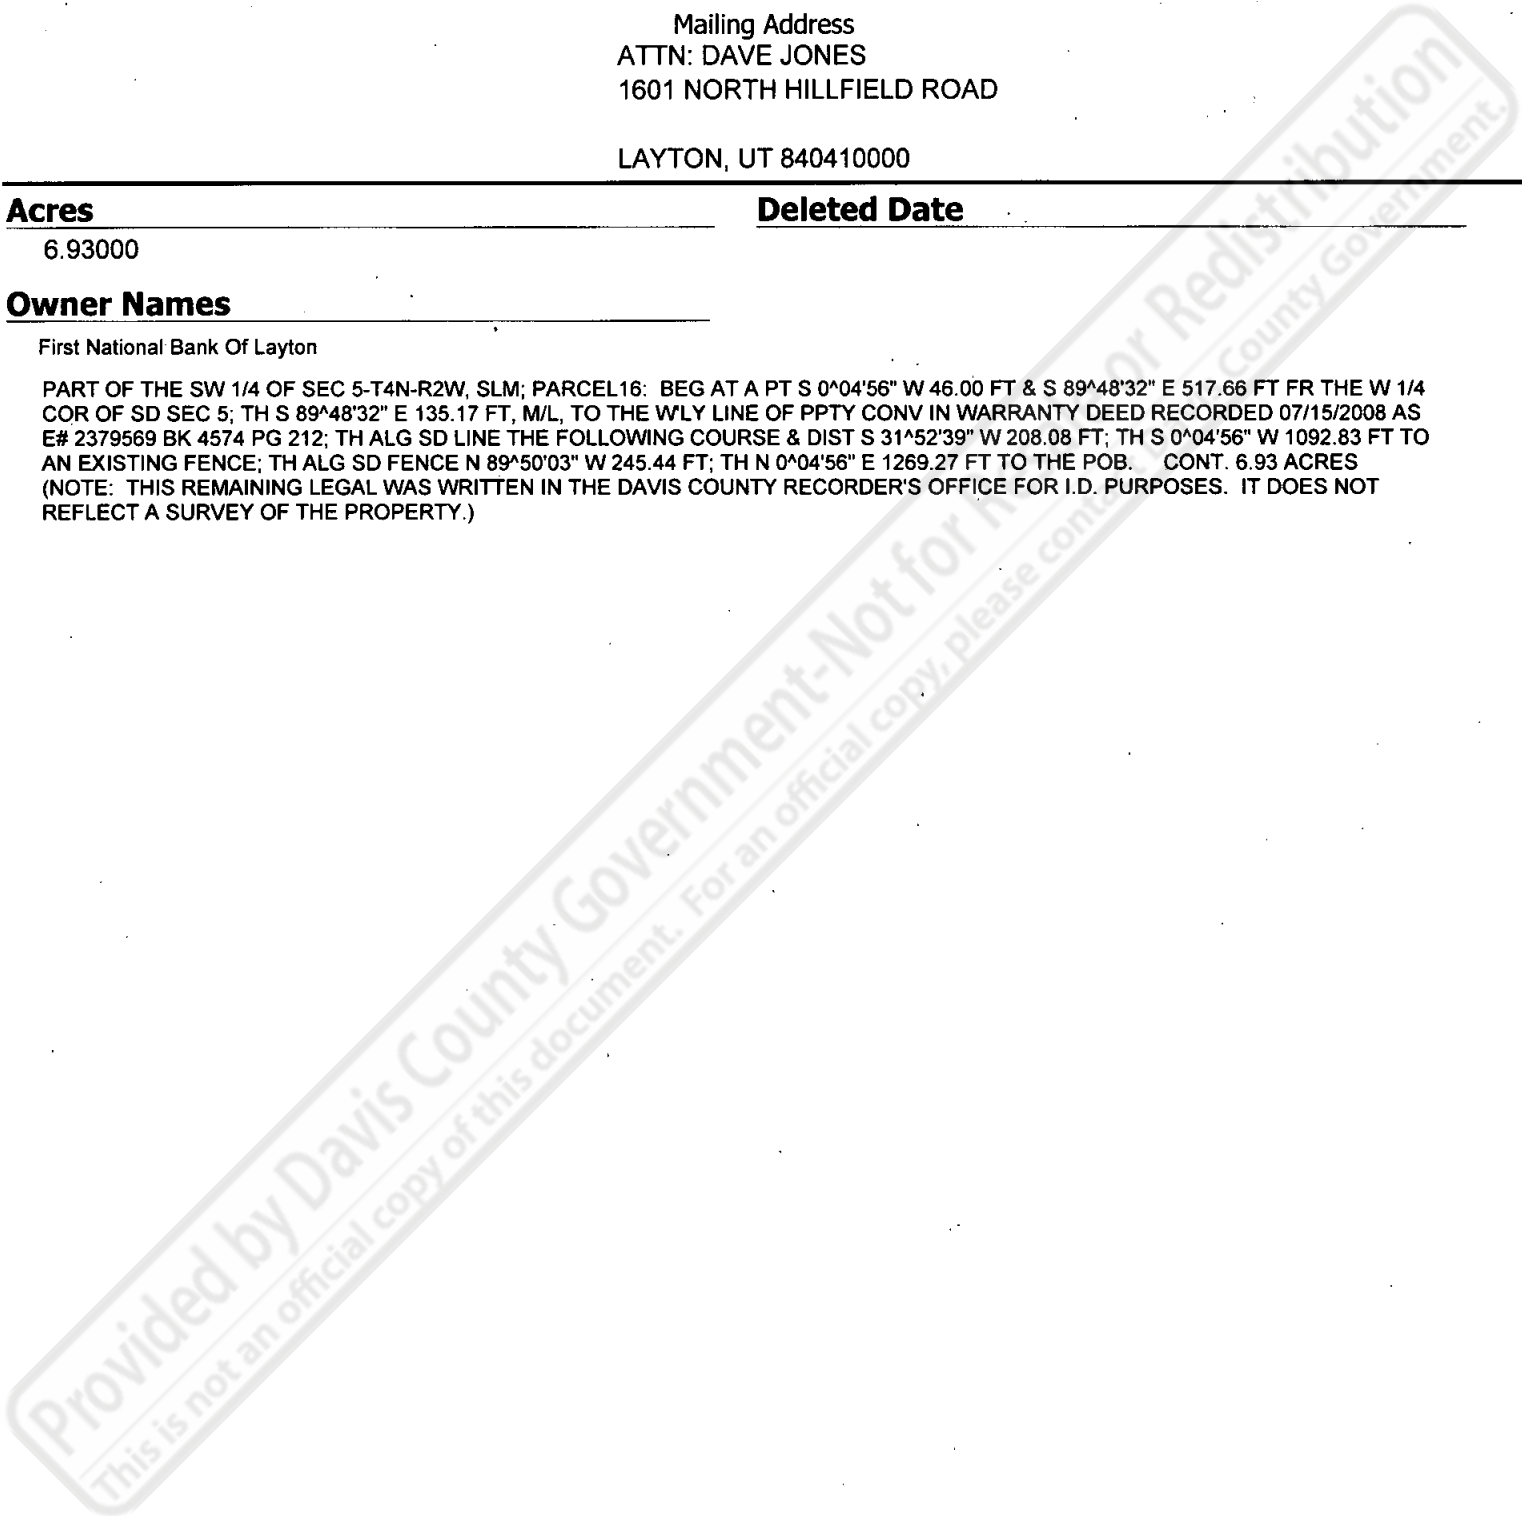 Mailing Address
ATTN: DAVE JONES
1601 NORTH HILLFIELD ROAD
LAYTON, UT 840410000
Acres
Deleted Date
6.93000
Owner Names
First National Bank Of Layton
PART OF THE SW 1/4 OF SEC 5-T4N-R2W, SLM; PARCEL16:  BEG AT A PT S 0^04'56" W 46.00 FT & S 89^48'32" E 517.66 FT FR THE W 1/4
COR OF SD SEC 5; TH S 89^48'32" E 135.17 FT, M/L, TO THE W'LY LINE OF PPTY CONV IN WARRANTY DEED RECORDED 07/15/2008 AS
E# 2379569 BK 4574 PG 212; TH ALG SD LINE THE FOLLOWING COURSE & DIST S 31^52'39" W 208.08 FT; TH S 0^04'56" W 1092.83 FT TO
AN EXISTING FENCE; TH ALG SD FENCE N 89^50'03" W 245.44 FT; TH N 0^04'56" E 1269.27 FT TO THE POB.    CONT. 6.93 ACRES
(NOTE:  THIS REMAINING LEGAL WAS WRITTEN IN THE DAVIS COUNTY RECORDER'S OFFICE FOR I.D. PURPOSES.  IT DOES NOT
REFLECT A SURVEY OF THE PROPERTY.)
Provided by Davis County Government-Not for Resale or Redistribution
This is not an official copy of this document.  For an official copy, please contact Davis County Government.